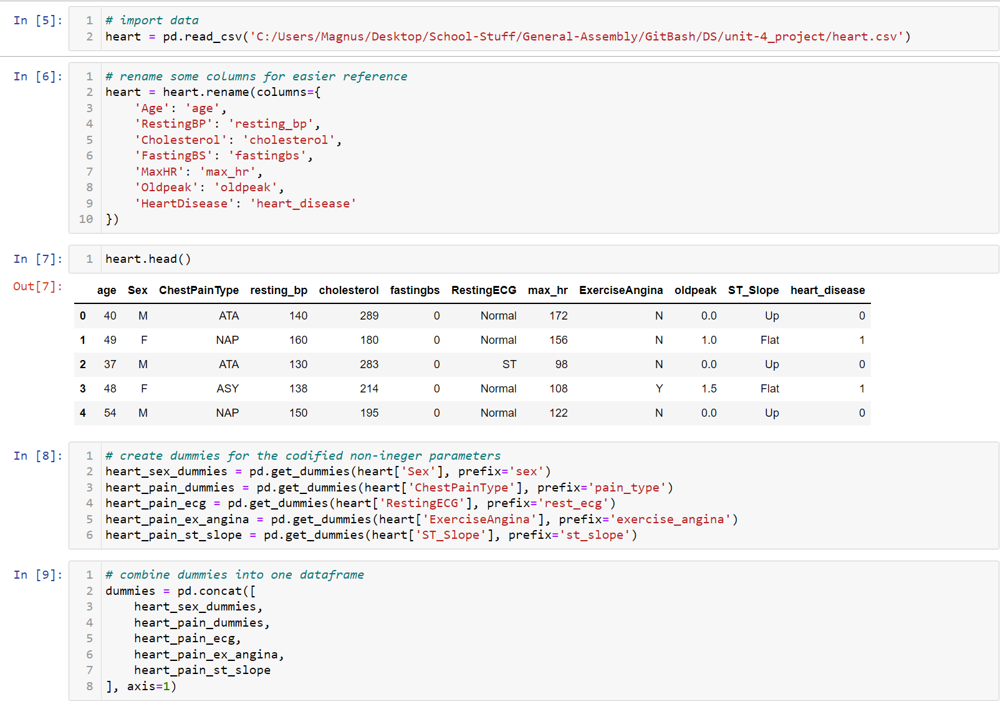 In [5]:
1 # import data
2 heart = pd.read_csv('C:/Users/Magnus/Desktop/School-Stuff/General-Assembly/GitBash/DS/unit-4_project/heart.csv')
In [6]:
1 # rename some columns for easier reference
2 heart = heart.rename(columns={
3 'Age': 'age',
4 'RestingBP': 'resting_bp',
5 'Cholesterol': 'cholesterol',
6 'FastingBS': 'fastingbs',
7 'MaxHR': 'max_hr',
8 'Oldpeak': 'oldpeak',
9 'HeartDisease': 'heart_disease'
10 })
In [7]:
1 heart.head()
Out[7]:
age Sex ChestPainType resting_bp cholesterol fastingbs RestingECG max_hr ExerciseAngina oldpeak ST_Slope heart_disease
0 40 M ATA 140 289 0 Normal 172 N 0.0 Up 0
1 49 F NAP 160 180 0 Normal 156 N 1.0 Flat 1
2 37 M ATA 130 283 0 ST 98 N 0.0 Up 0
3 48 F ASY 138 214 0 Normal 108 Y 1.5 Flat 1
4 54 M NAP 150 195 0 Normal 122 N 0.0 Up 0
In [8]:
1 # create dummies for the codified non-ineger parameters
2 heart_sex_dummies = pd.get_dummies(heart['Sex'], prefix='sex')
3 heart_pain_dummies = pd.get_dummies(heart['ChestPainType'], prefix='pain_type')
4 heart_pain_ecg = pd.get_dummies(heart['RestingECG'], prefix='rest_ecg')
5 heart_pain_ex_angina = pd.get_dummies(heart['ExerciseAngina'], prefix='exercise_angina')
6 heart_pain_st_slope = pd.get_dummies(heart['ST_Slope'], prefix='st_slope')
In [9]:
1 # combine dummies into one dataframe
2 dummies = pd.concat([
3 heart_sex_dummies,
4 heart_pain_dummies,
5 heart_pain_ecg,
6 heart_pain_ex_angina,
7 heart_pain_st_slope
8 ], axis=1)